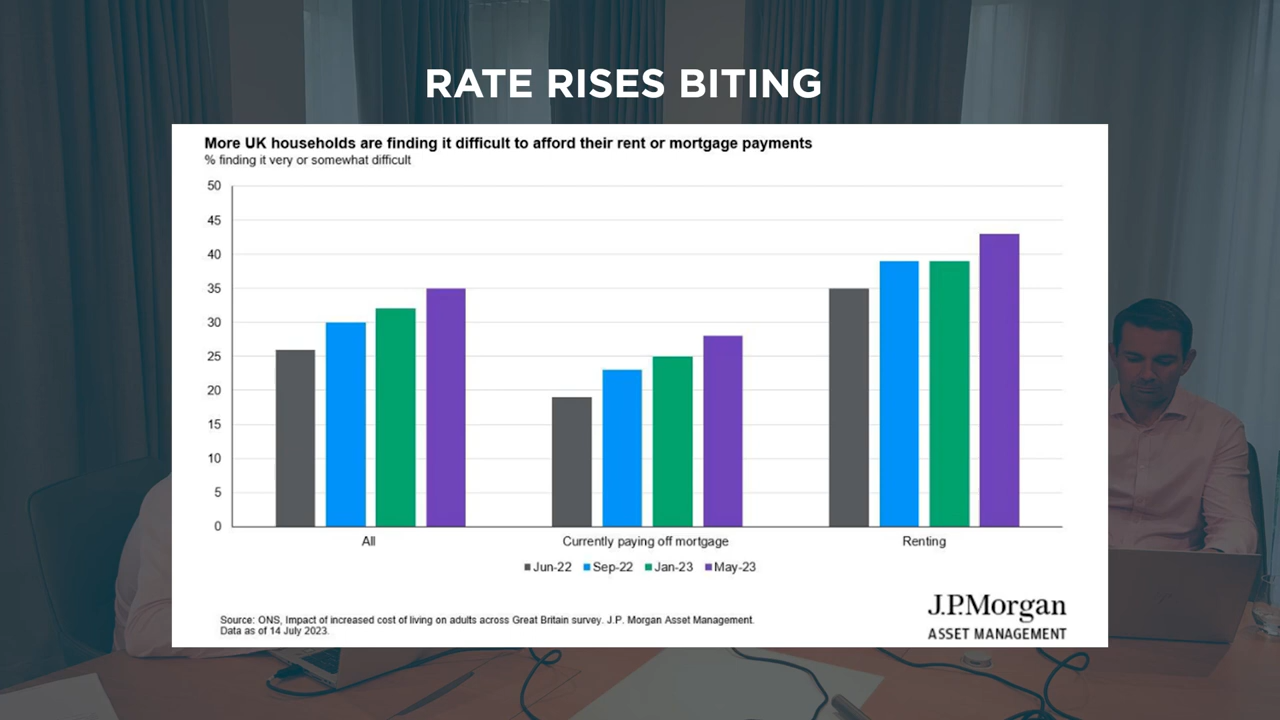 RATE RISES BITING
More UK households are finding it difficult to afford their rent or mortgage payments
% finding it very or somewhat difficult
50
45
40
35
30
25
20
15
10
5
0
All
Currently paying off mortgage
Renting
Jun-22 Sep-22 Jan-23 May-23
Source: ONS, Impact of increased cost of living on adults across Great Britain survey. J.P. Morgan Asset Management.
Data as of 14 July 2023.
J.P.Morgan
ASSET MANAGEMENT